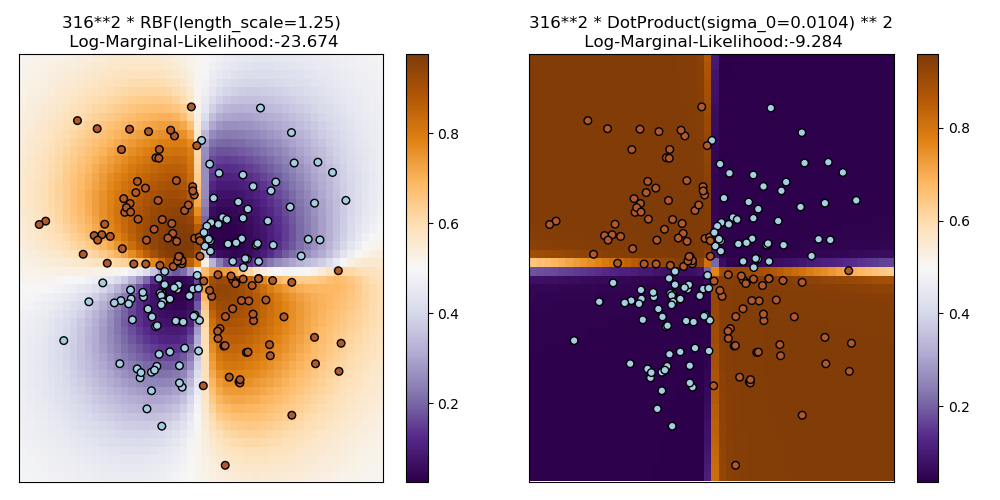 316**2 * RBF(length_scale=1.25)
Log-Marginal-Likelihood:-23.674
0.8
0.6
0.4
0.2
316**2 * DotProduct(sigma_0=0.0104) ** 2
Log-Marginal-Likelihood:-9.284
0.8
0.6
0.4
0.2